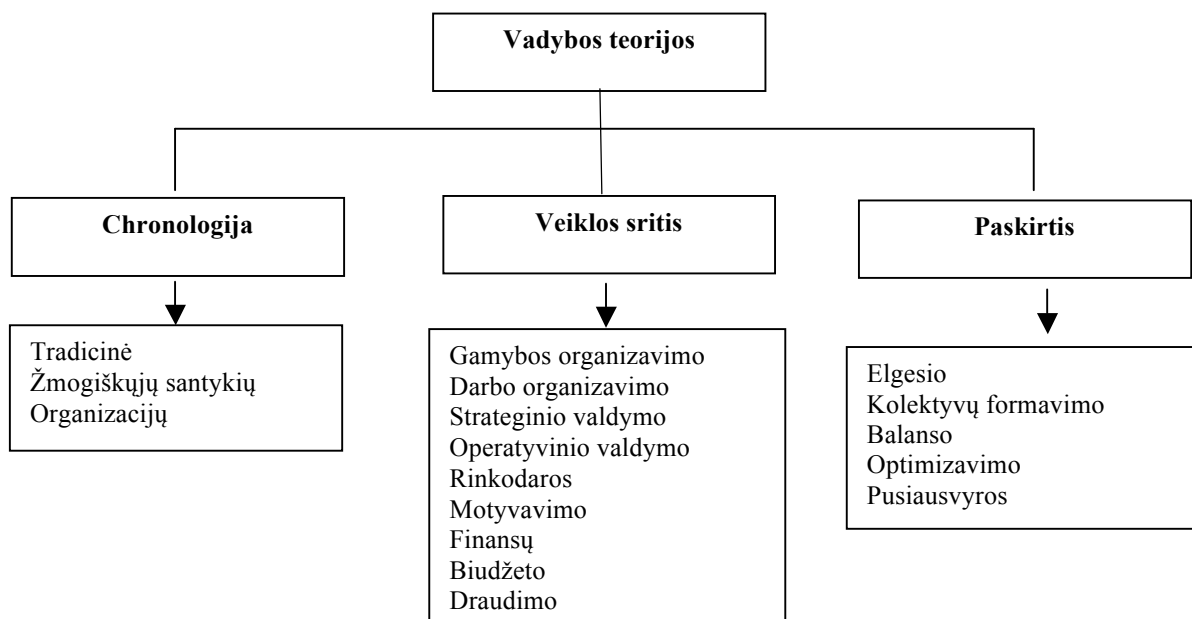 Vadybos teorijos
Chronologija
Veiklos sritis
Paskirtis
Tradicinė
Žmogiškųjų santykių
Organizacijų
Gamybos organizavimo
Darbo organizavimo
Strateginio valdymo
Operatyvinio valdymo
Rinkodaros
Motyvavimo
Finansų
Biudžeto
Draudimo
Elgesio
Kolektyvų formavimo
Balanso
Optimizavimo
Pusiausvyros